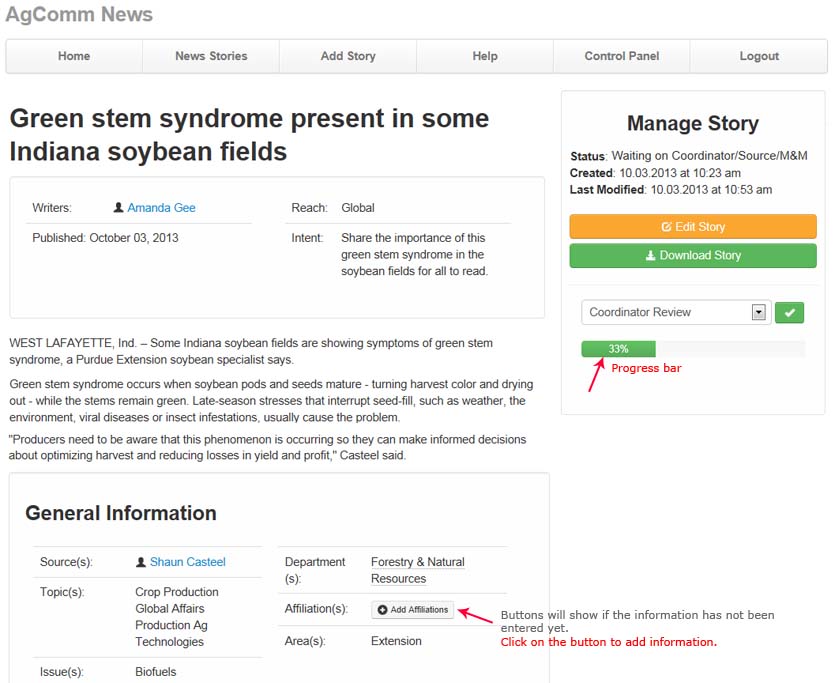 AgComm News
Home News Stories Add Story Help Control Panel Logout
Green stem syndrome present in some
Indiana soybean fields
Writers: Amanda Gee
Published: October 03, 2013
Reach: Global
Intent: Share the importance of this
green stem syndrome in the
soybean fields for all to read.
WEST LAFAYETTE, Ind. – Some Indiana soybean fields are showing symptoms of green stem
syndrome, a Purdue Extension soybean specialist says.
Green stem syndrome occurs when soybean pods and seeds mature - turning harvest color and drying
out - while the stems remain green. Late-season stresses that interrupt seed-fill, such as weather, the
environment, viral diseases or insect infestations, usually cause the problem.
"Producers need to be aware that this phenomenon is occurring so they can make informed decisions
about optimizing harvest and reducing losses in yield and profit," Casteel said.
General Information
Source(s): Shaun Casteel
Topic(s): Crop Production
Global Affairs
Production Ag
Technologies
Issue(s): Biofuels
Department
(s): Forestry & Natural
Resources
Affiliation(s): Add Affiliations
Area(s): Extension
Buttons will show if the information has not been
entered yet.
Click on the button to add information.
Manage Story
Status: Waiting on Coordinator/Source/M&M
Created: 10.03.2013 at 10:23 am
Last Modified: 10.03.2013 at 10:53 am
Edit Story
Download Story
Coordinator Review
33%
Progress bar